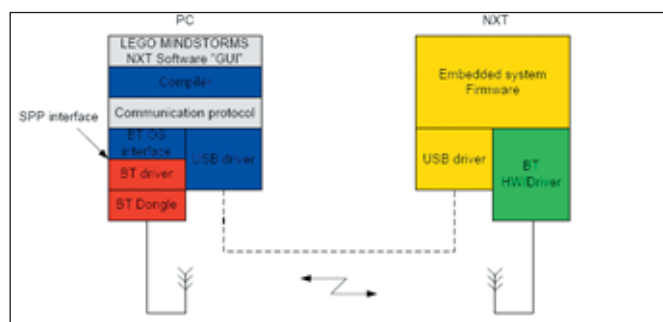 PC
NXT
LEGO MINDSTORMS
NXT Software "GUI"
Compiler
Communication protocol
SPP interface
BT OS
interface
USB driver
BT driver
BT Dongle
Embedded system
Firmware
USB driver
BT
HW/Driver